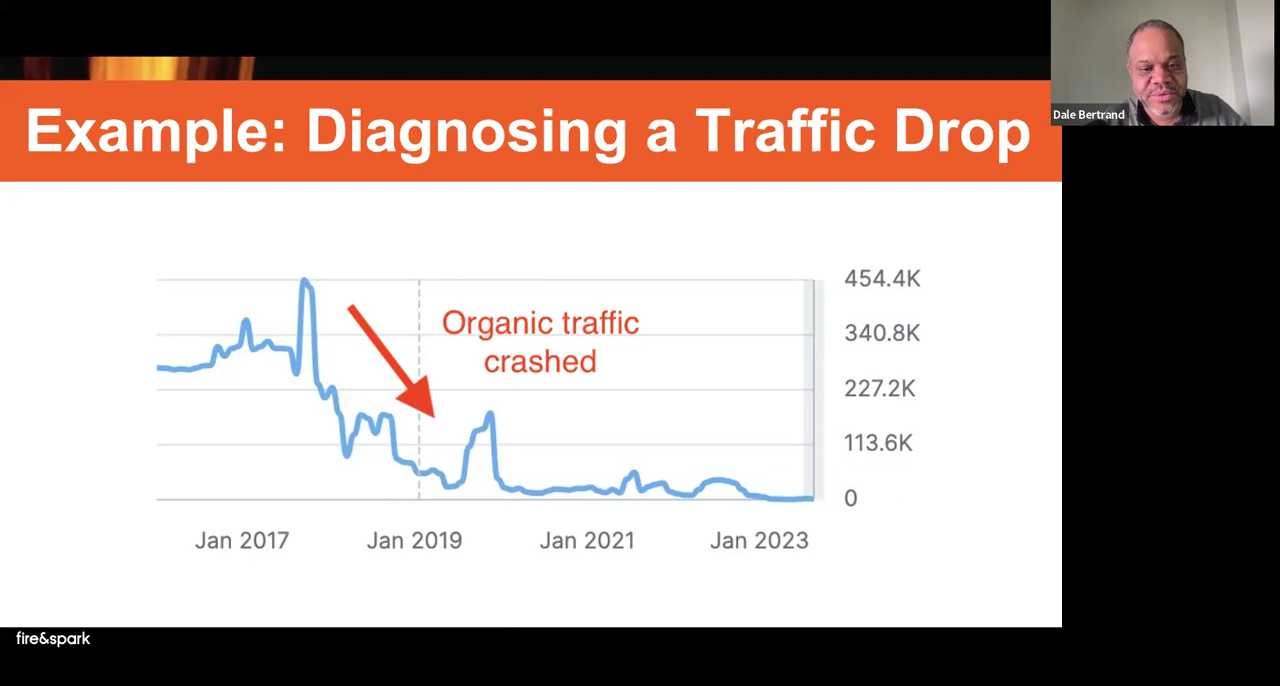 Example: Diagnosing a Traffic Drop
Dale Bertrand
Organic traffic
crashed
454.4K
340.8K
227.2K
113.6K
0
Jan 2017
Jan 2019
Jan 2021
Jan 2023
fire&spark